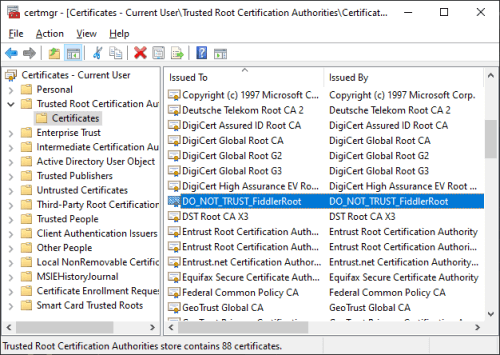 certmgr - [Certificates - Current User\Trusted Root Certification Authorities\Certificat...
File Action View Help
Certificates - Current User
Personal
Trusted Root Certification Aut
Certificates
Enterprise Trust
Intermediate Certification Au
Active Directory User Object
Trusted Publishers
Untrusted Certificates
Third-Party Root Certification
Trusted People
Client Authentication Issuers
Other People
Local NonRemovable Certific
MSIEHistoryJournal
Certificate Enrollment Reque
Smart Card Trusted Roots
Issued To Issued By
Copyright (c) 1997 Microsoft C... Copyright (c) 1997 Microsoft Corp.
Deutsche Telekom Root CA 2 Deutsche Telekom Root CA 2
DigiCert Assured ID Root CA DigiCert Assured ID Root CA
DigiCert Global Root CA DigiCert Global Root CA
DigiCert Global Root G2 DigiCert Global Root G2
DigiCert Global Root G3 DigiCert Global Root G3
DigiCert High Assurance EV Ro... DigiCert High Assurance EV Root ...
DO_NOT_TRUST_FiddlerRoot DO_NOT_TRUST_FiddlerRoot
DST Root CA X3 DST Root CA X3
Entrust Root Certification Auth... Entrust Root Certification Authority
Entrust Root Certification Auth... Entrust Root Certification Authori...
Entrust.net Certification Author... Entrust.net Certification Authority...
Equifax Secure Certificate Auth... Equifax Secure Certificate Authori...
Federal Common Policy CA Federal Common Policy CA
GeoTrust Global CA GeoTrust Global CA
Trusted Root Certification Authorities store contains 88 certificates.